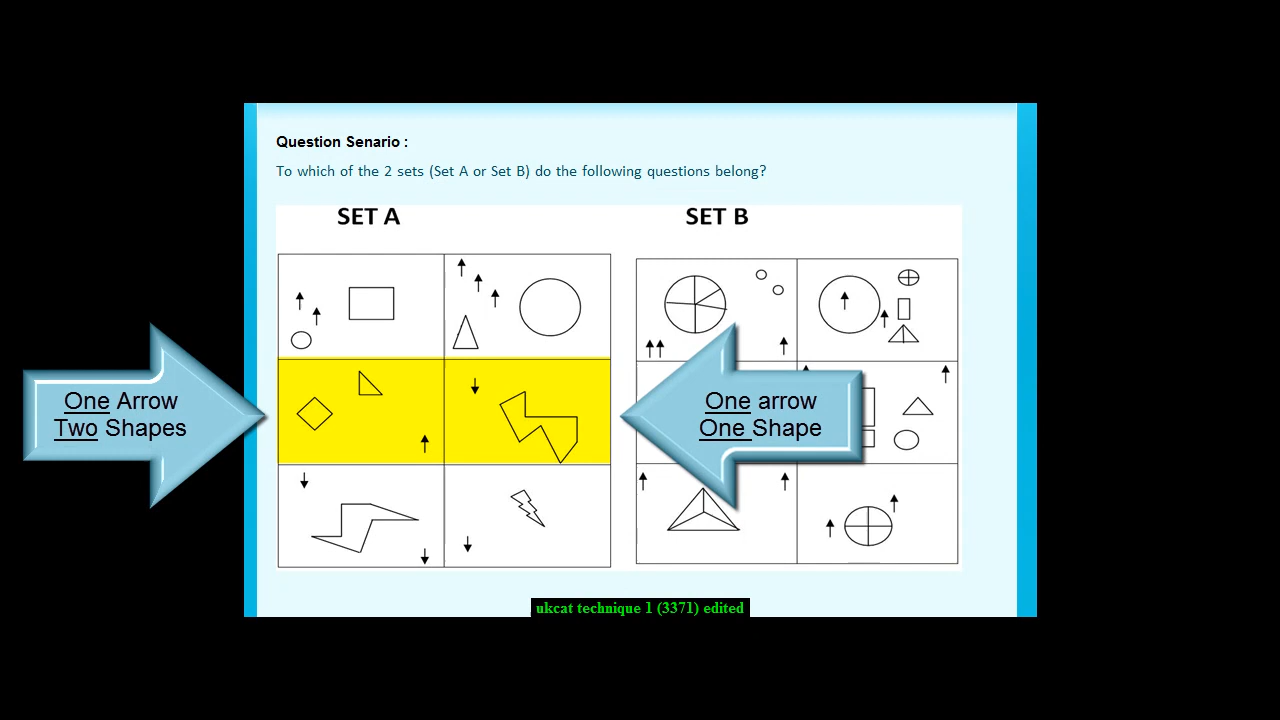 Question Senario :
To which of the 2 sets (Set A or Set B) do the following questions belong?
SET A
SET B
One Arrow
Two Shapes
One arrow
One Shape
ukcat technique 1 (3371) edited